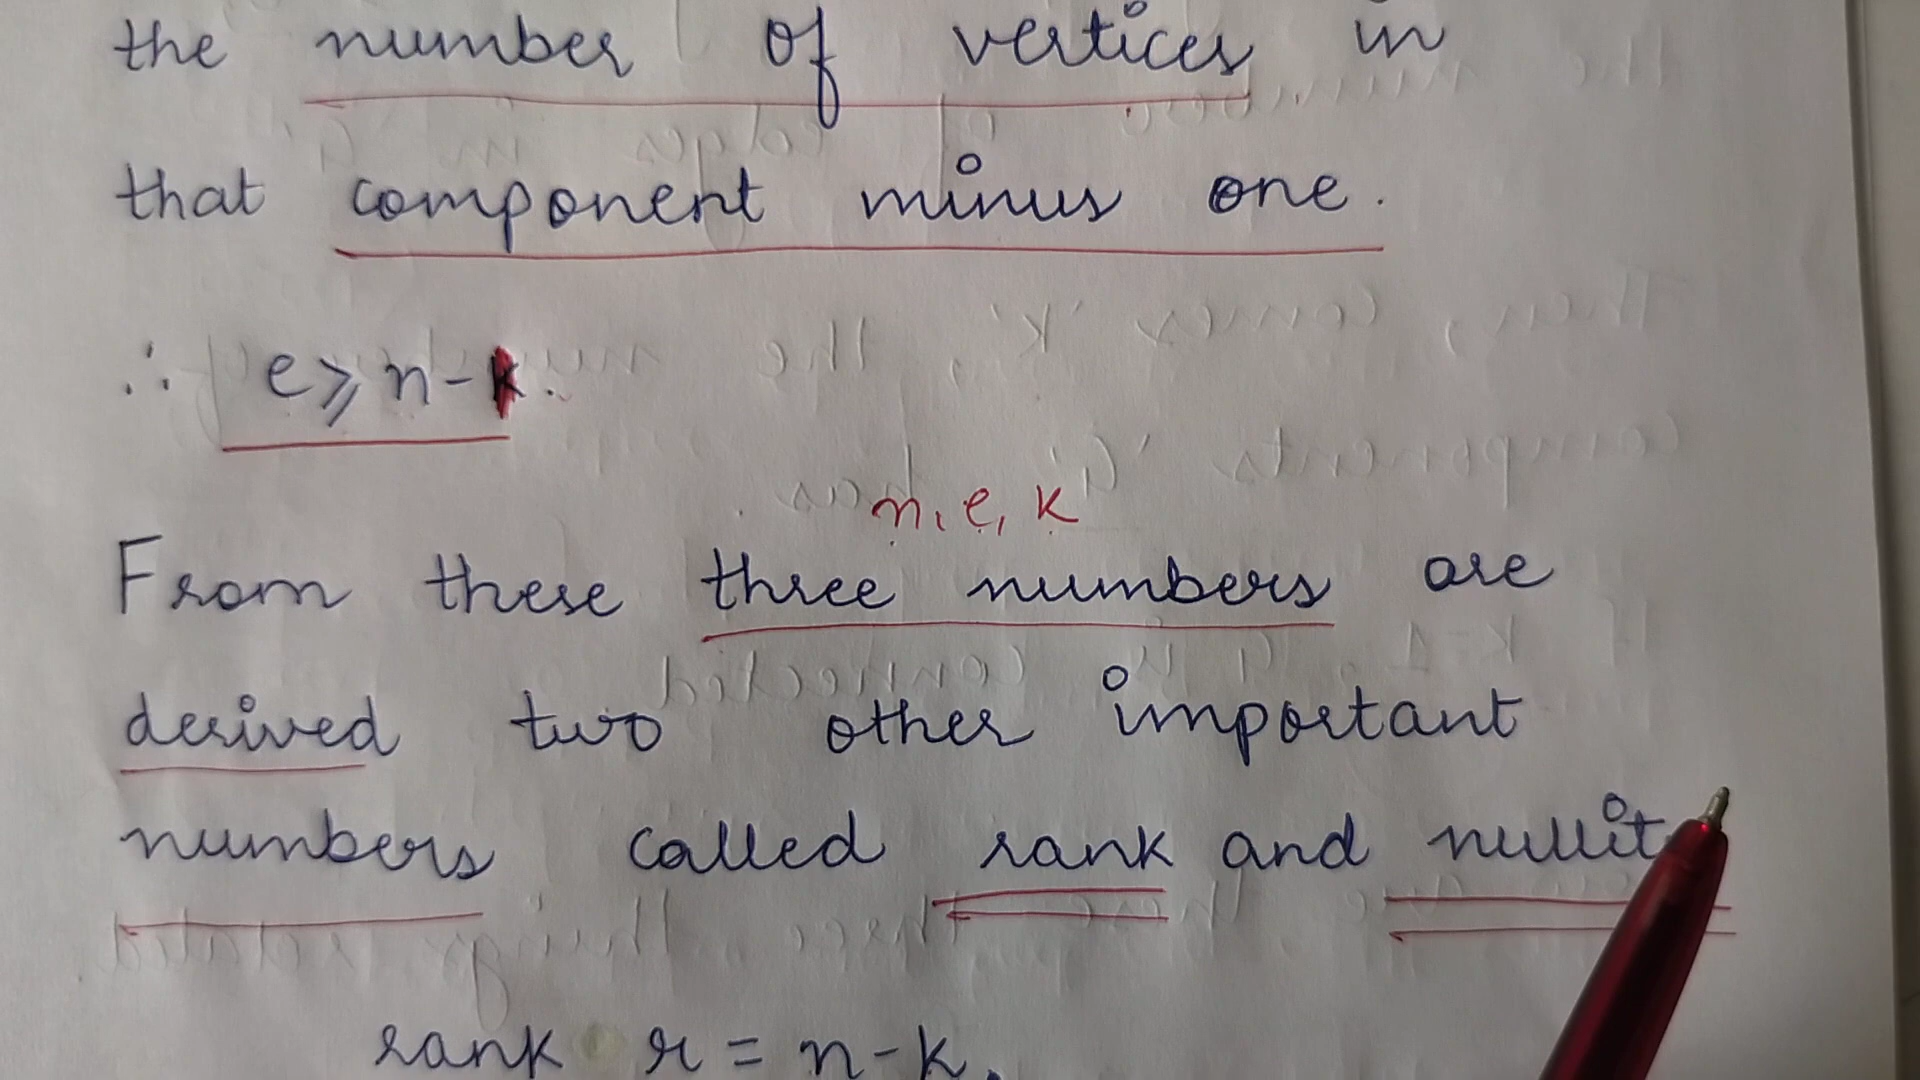 the number of vertices in
that component minus one.
∴ e ⩾ n - k.
n, e, k
From these three numbers are
derived two other important
numbers called rank and nullit
rank r = n - k.